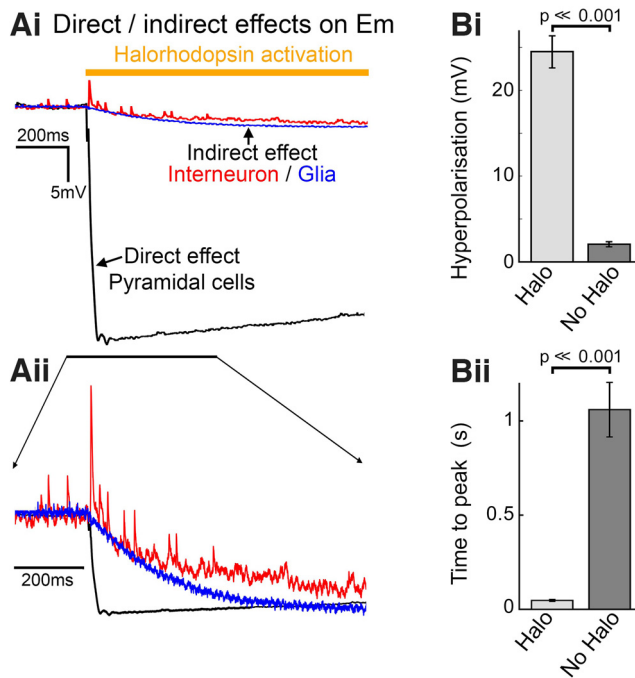 Ai Direct / indirect effects on Em
Halorhodopsin activation
200ms
5mV
Indirect effect
Interneuron / Glia
Direct effect
Pyramidal cells
Aii
200ms
Bi
p ≪ 0.001
Hyperpolarisation (mV)
20
10
0
Halo
No Halo
Bii
p ≪ 0.001
Time to peak (s)
1
0.5
0
Halo
No Halo